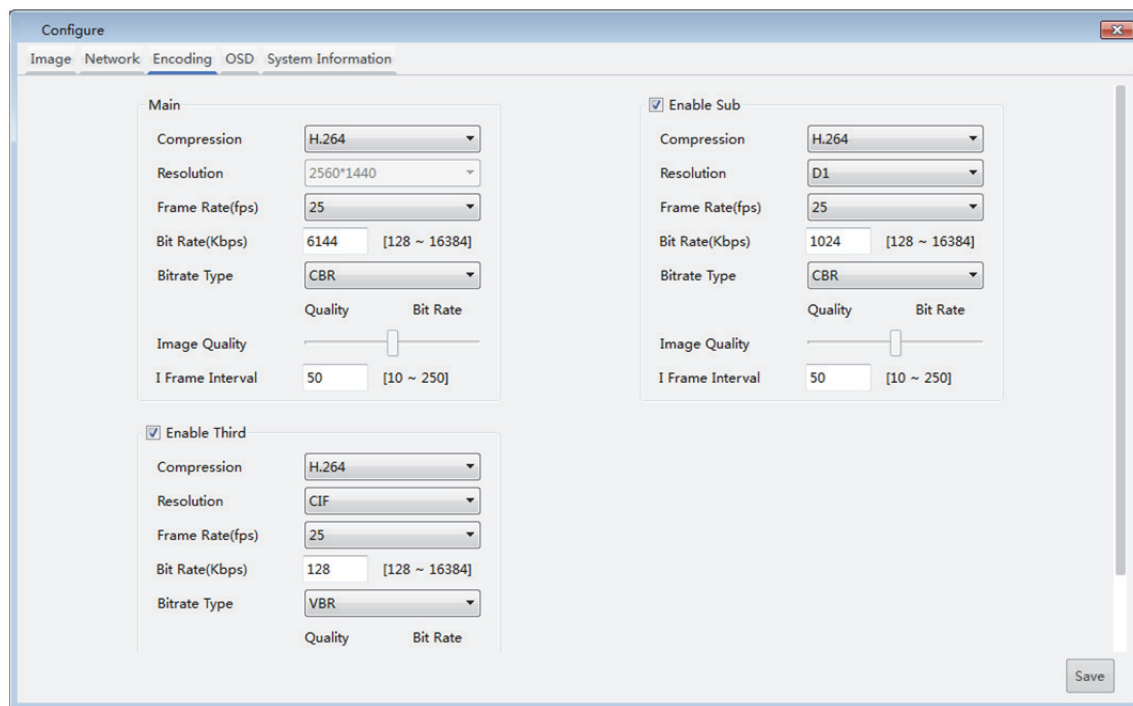 Configure
Image Network Encoding OSD System Information
Main
Compression H.264
Resolution 2560*1440
Frame Rate(fps) 25
Bit Rate(Kbps) 6144 [128 ~ 16384]
Bitrate Type CBR
Quality Bit Rate
Image Quality
I Frame Interval 50 [10 ~ 250]
Enable Sub
Compression H.264
Resolution D1
Frame Rate(fps) 25
Bit Rate(Kbps) 1024 [128 ~ 16384]
Bitrate Type CBR
Quality Bit Rate
Image Quality
I Frame Interval 50 [10 ~ 250]
Enable Third
Compression H.264
Resolution CIF
Frame Rate(fps) 25
Bit Rate(Kbps) 128 [128 ~ 16384]
Bitrate Type VBR
Quality Bit Rate
Save